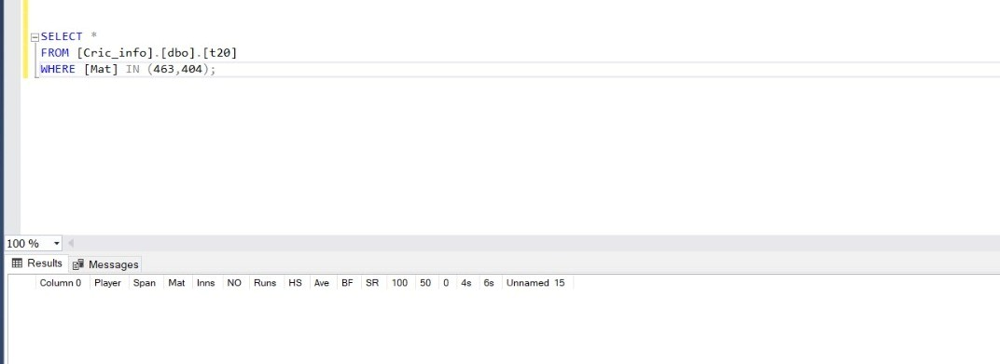 SELECT *
FROM [Cric_info].[dbo].[t20]
WHERE [Mat] IN (463,404);
100 %
Results Messages
Column 0 Player Span Mat Inns NO Runs HS Ave BF SR 100 50 0 4s 6s Unnamed 15